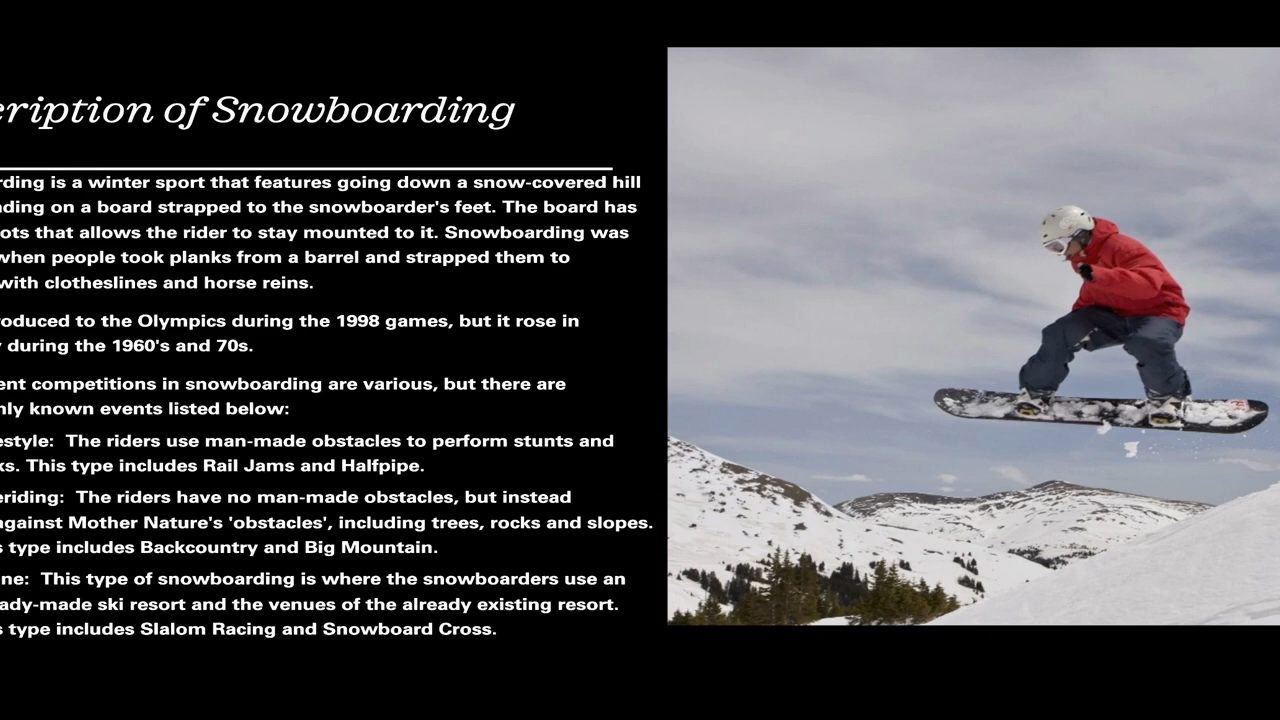 cription of Snowboarding
rding is a winter sport that features going down a snow-covered hill
nding on a board strapped to the snowboarder's feet. The board has
ots that allows the rider to stay mounted to it. Snowboarding was
when people took planks from a barrel and strapped them to
with clotheslines and horse reins.
roduced to the Olympics during the 1998 games, but it rose in
during the 1960's and 70s.
ent competitions in snowboarding are various, but there are
nly known events listed below:
estyle: The riders use man-made obstacles to perform stunts and
ks. This type includes Rail Jams and Halfpipe.
eriding: The riders have no man-made obstacles, but instead
against Mother Nature's 'obstacles', including trees, rocks and slopes.
s type includes Backcountry and Big Mountain.
ne: This type of snowboarding is where the snowboarders use an
ady-made ski resort and the venues of the already existing resort.
s type includes Slalom Racing and Snowboard Cross.